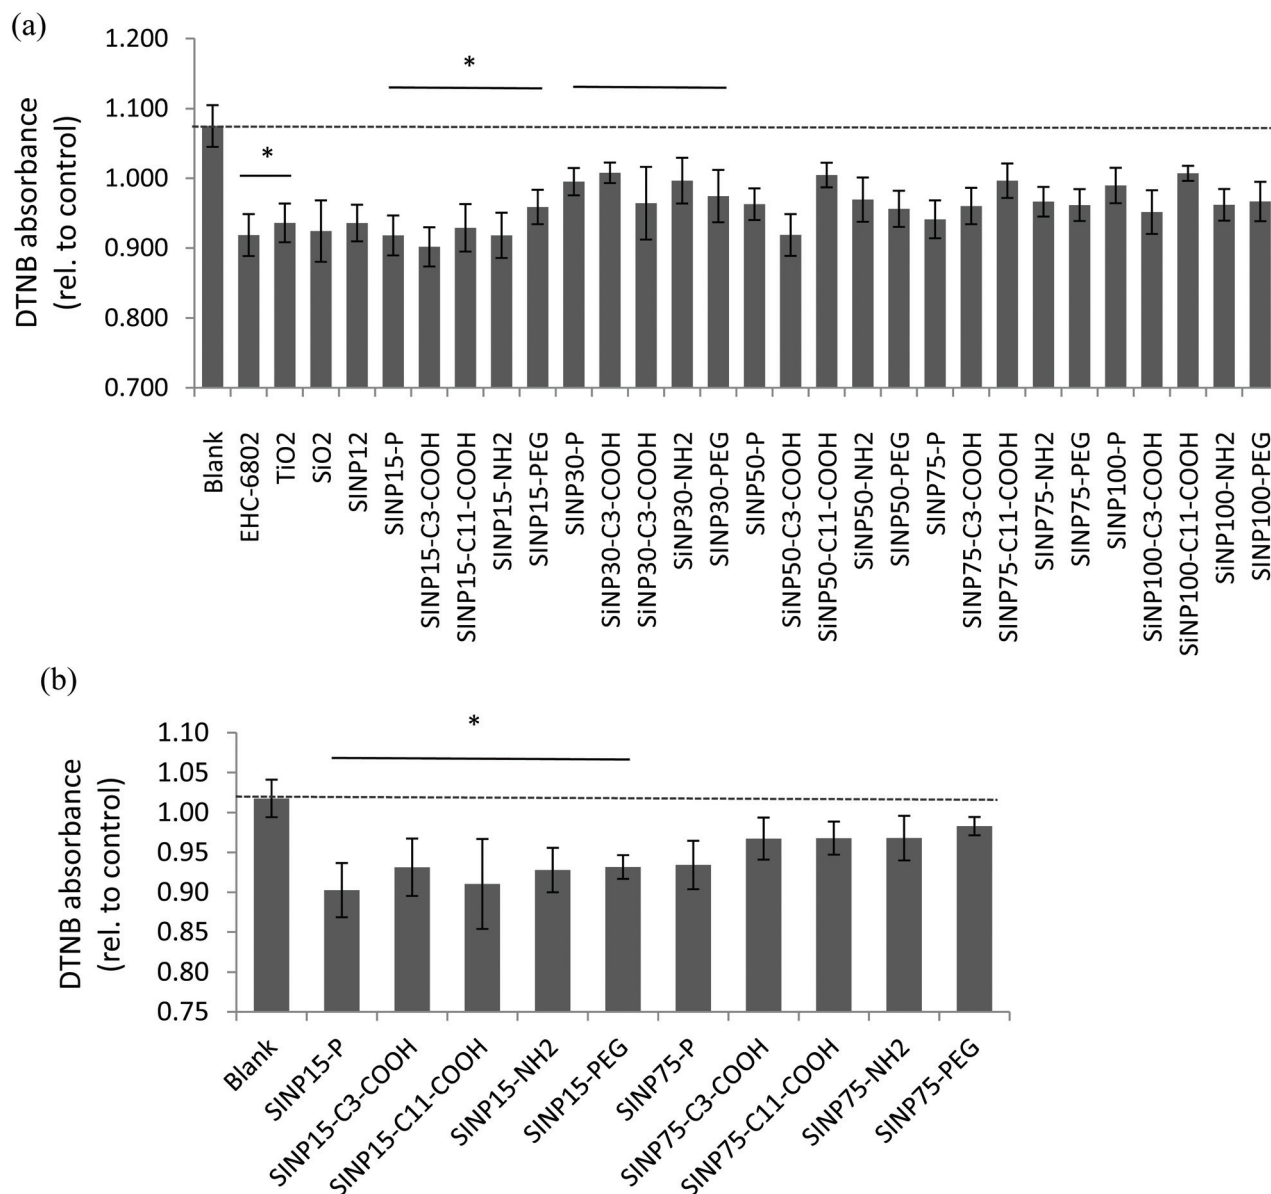 (a)
DTNB absorbance
(rel. to control)
1.200
1.100
1.000
0.900
0.800
0.700
*
*
Blank
EHC-6802
TiO2
SiO2
SINP12
SINP15-P
SINP15-C3-COOH
SINP15-C11-COOH
SINP15-NH2
SINP15-PEG
SINP30-P
SiNP30-C3-COOH
SiNP30-C3-COOH
SiNP30-NH2
SINP30-PEG
SINP50-P
SiNP50-C3-COOH
SINP50-C11-COOH
SiNP50-NH2
SINP50-PEG
SINP75-P
SINP75-C3-COOH
SINP75-C11-COOH
SINP75-NH2
SINP75-PEG
SINP100-P
SiNP100-C3-COOH
SiNP100-C11-COOH
SiNP100-NH2
SINP100-PEG
(b)
DTNB absorbance
(rel. to control)
1.10
1.05
1.00
0.95
0.90
0.85
0.80
0.75
*
Blank
SINP15-P
SINP15-C3-COOH
SINP15-C11-COOH
SINP15-NH2
SINP15-PEG
SINP75-P
SINP75-C3-COOH
SINP75-C11-COOH
SINP75-NH2
SINP75-PEG